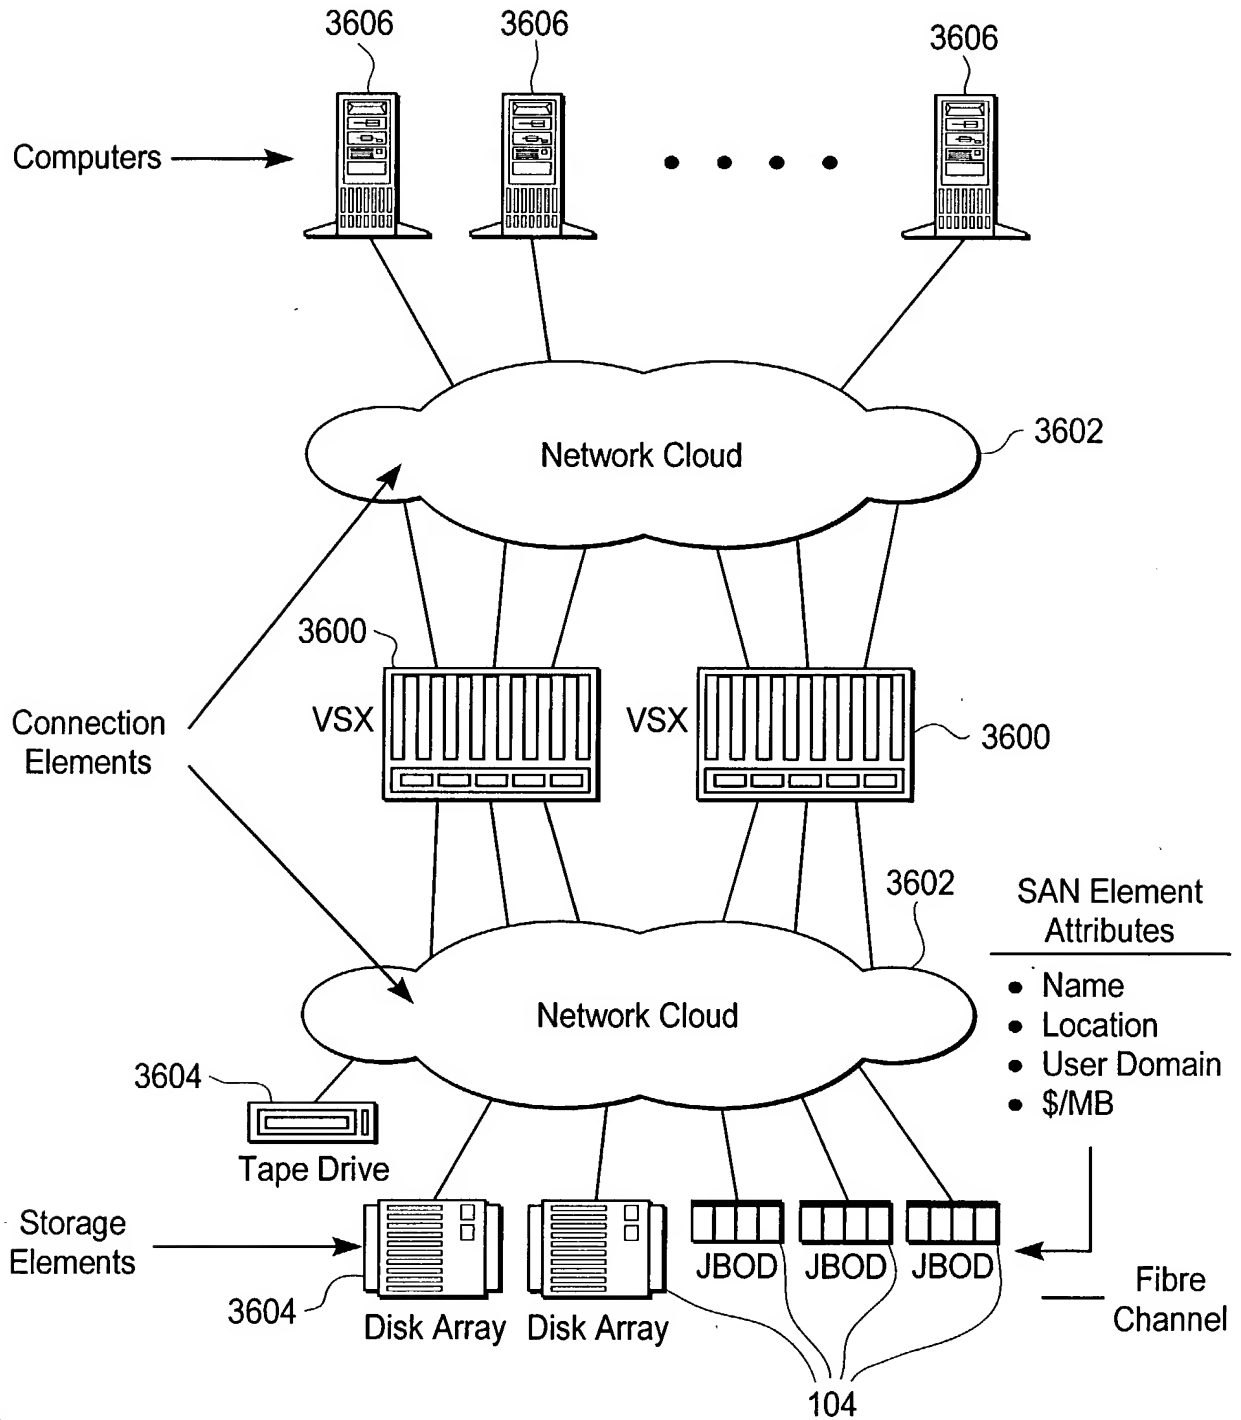 3606
3606
3606
Computers
Network Cloud
3602
3600
VSX
VSX
3600
Connection
Elements
3602
SAN Element
Attributes
• Name
• Location
• User Domain
• $/MB
Network Cloud
3604
Tape Drive
Storage
Elements
JBOD
JBOD
JBOD
3604
Disk Array
Disk Array
Fibre
Channel
104